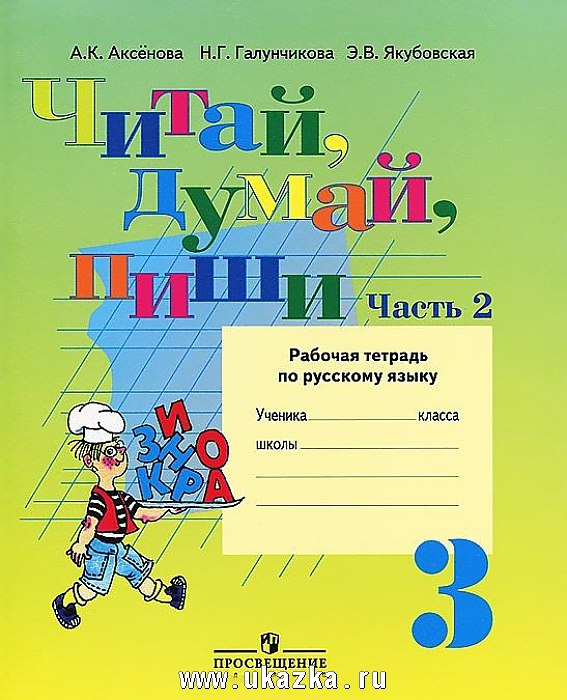 А.К. Аксёнова Н.Г. Галунчикова Э.В. Якубовская
Читай,
думай,
пиши
Часть 2
Рабочая тетрадь
по русскому языку
Ученика класса
школы
И
З Н О
К Р А
3
ПРОСВЕЩЕНИЕ
www.ukazka.ru